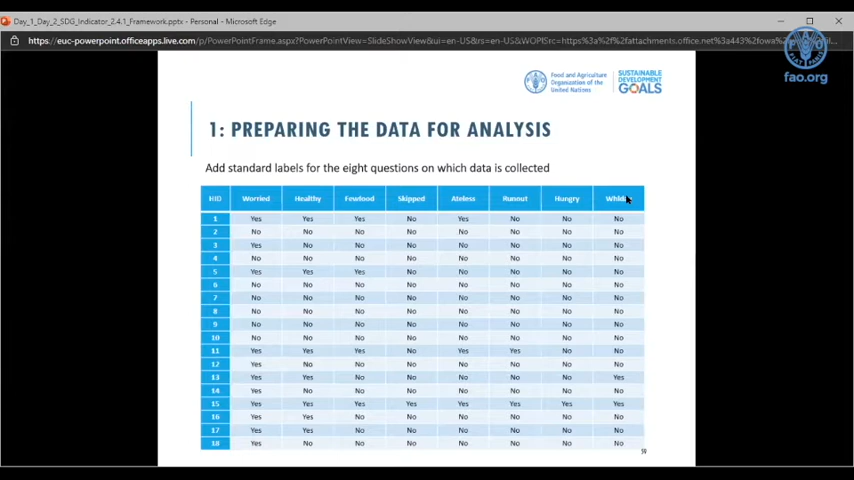 Day_1_Day_2_SDG_Indicator_2.4.1_Framework.pptx - Personal - Microsoft Edge
https://euc-powerpoint.officeapps.live.com/p/PowerPointFrame.aspx?PowerPointView=SlideShowView&ui=en-US&rs=en-US&WOPISrc=https%3a%2f%2fattachments.office.net%3a443%2fowa%2
fao.org
Food and Agriculture
Organization of the
United Nations
SUSTAINABLE
DEVELOPMENT
GOALS
1: PREPARING THE DATA FOR ANALYSIS
Add standard labels for the eight questions on which data is collected
HID Worried Healthy Fewfood Skipped Ateless Runout Hungry
1 Yes Yes Yes No Yes No No No
2 No No No No No No No No
3 Yes No No No No No No No
4 No No No No No No No No
5 Yes Yes Yes No No No No No
6 No No No No No No No No
7 No No No No No No No No
8 No No No No No No No No
9 No No No No No No No No
10 No No No No No No No No
11 Yes Yes Yes No Yes Yes No No
12 Yes No No No No No No No
13 Yes Yes No No No No No Yes
14 Yes No No No No No No No
15 Yes Yes Yes Yes Yes Yes Yes Yes
16 Yes Yes No No No No No No
17 Yes Yes No No No No No No
18 Yes No No No No No No No
59